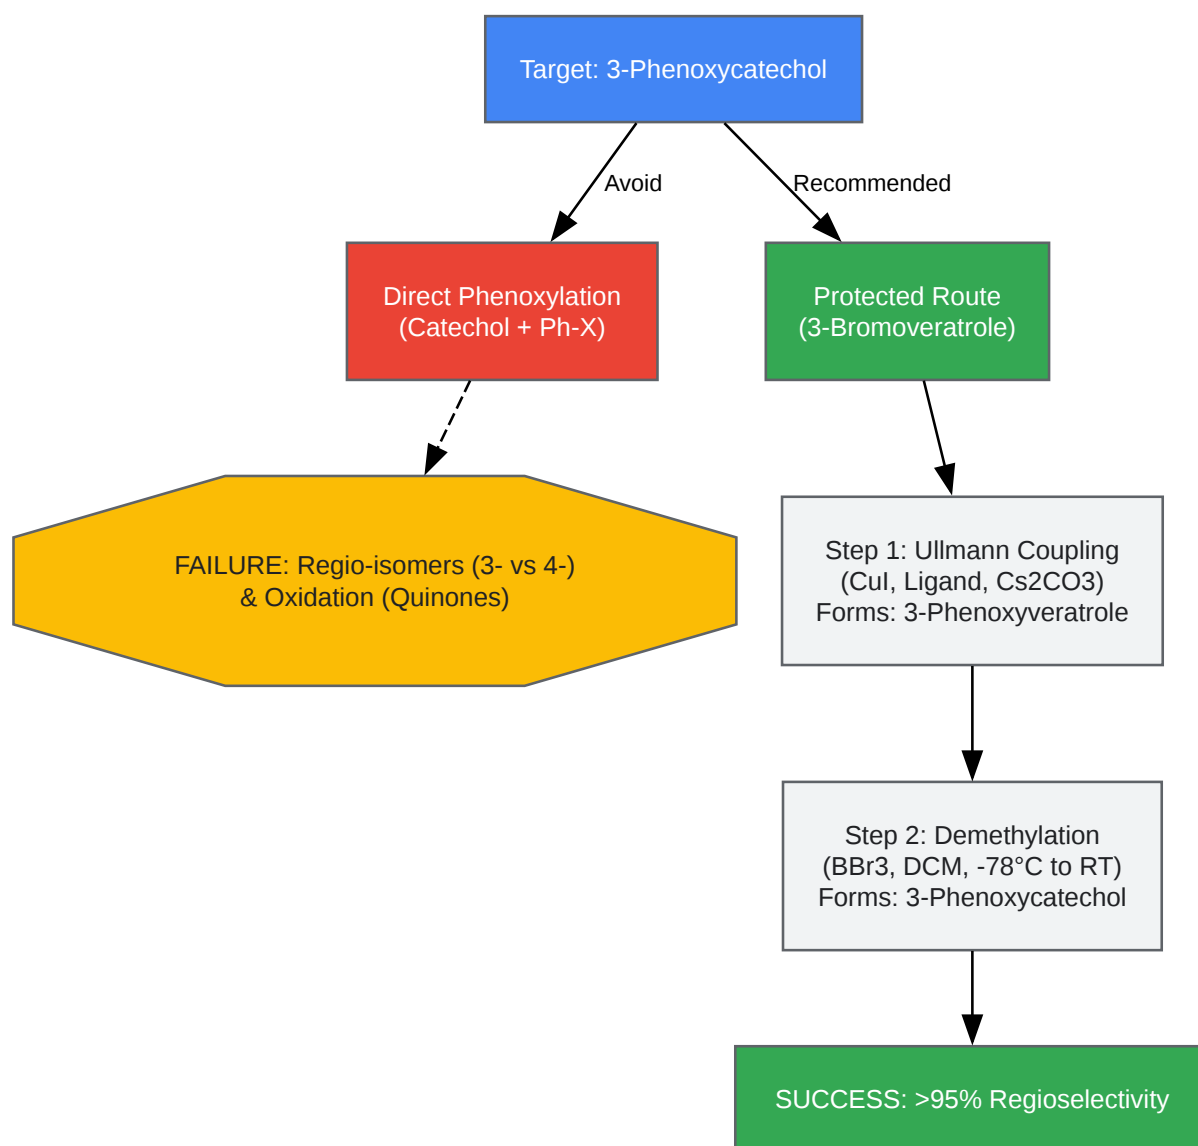 Target: 3-Phenoxycatechol
Avoid
Recommended
Direct Phenoxylation
(Catechol + Ph-X)
Protected Route
(3-Bromoveratrole)
FAILURE: Regio-isomers (3- vs 4-)
& Oxidation (Quinones)
Step 1: Ullmann Coupling
(CuI, Ligand, Cs2CO3)
Forms: 3-Phenoxyveratrole
Step 2: Demethylation
(BBr3, DCM, -78°C to RT)
Forms: 3-Phenoxycatechol
SUCCESS: >95% Regioselectivity